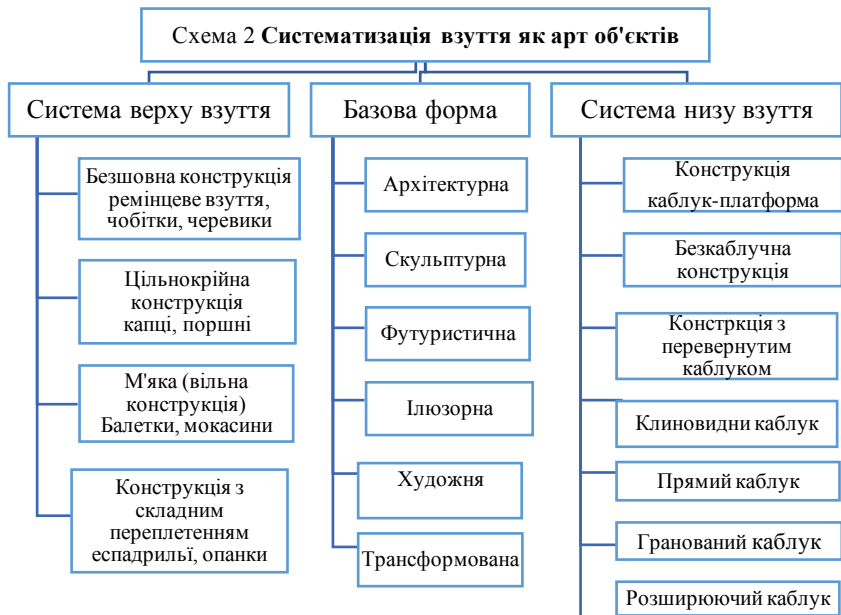 Схема 2 Систематизація взуття як арт об'єктів
Система верху взуття
Безшовна конструкція
ремінцеве взуття,
чобітки, черевики
Цільнокрійна
конструкція
капці, поршні
М'яка (вільна
конструкція)
Балетки, мокасини
Конструкція з
складним
переплетенням
еспадрильї, опанки
Базова форма
Архітектурна
Скульптурна
Футуристична
Ілюзорна
Художня
Трансформована
Система низу взуття
Конструкція
каблук-платформа
Безкаблучна
конструкція
Констркція з
перевернутим
каблуком
Клиновидни каблук
Прямий каблук
Гранований каблук
Розширюючий каблук